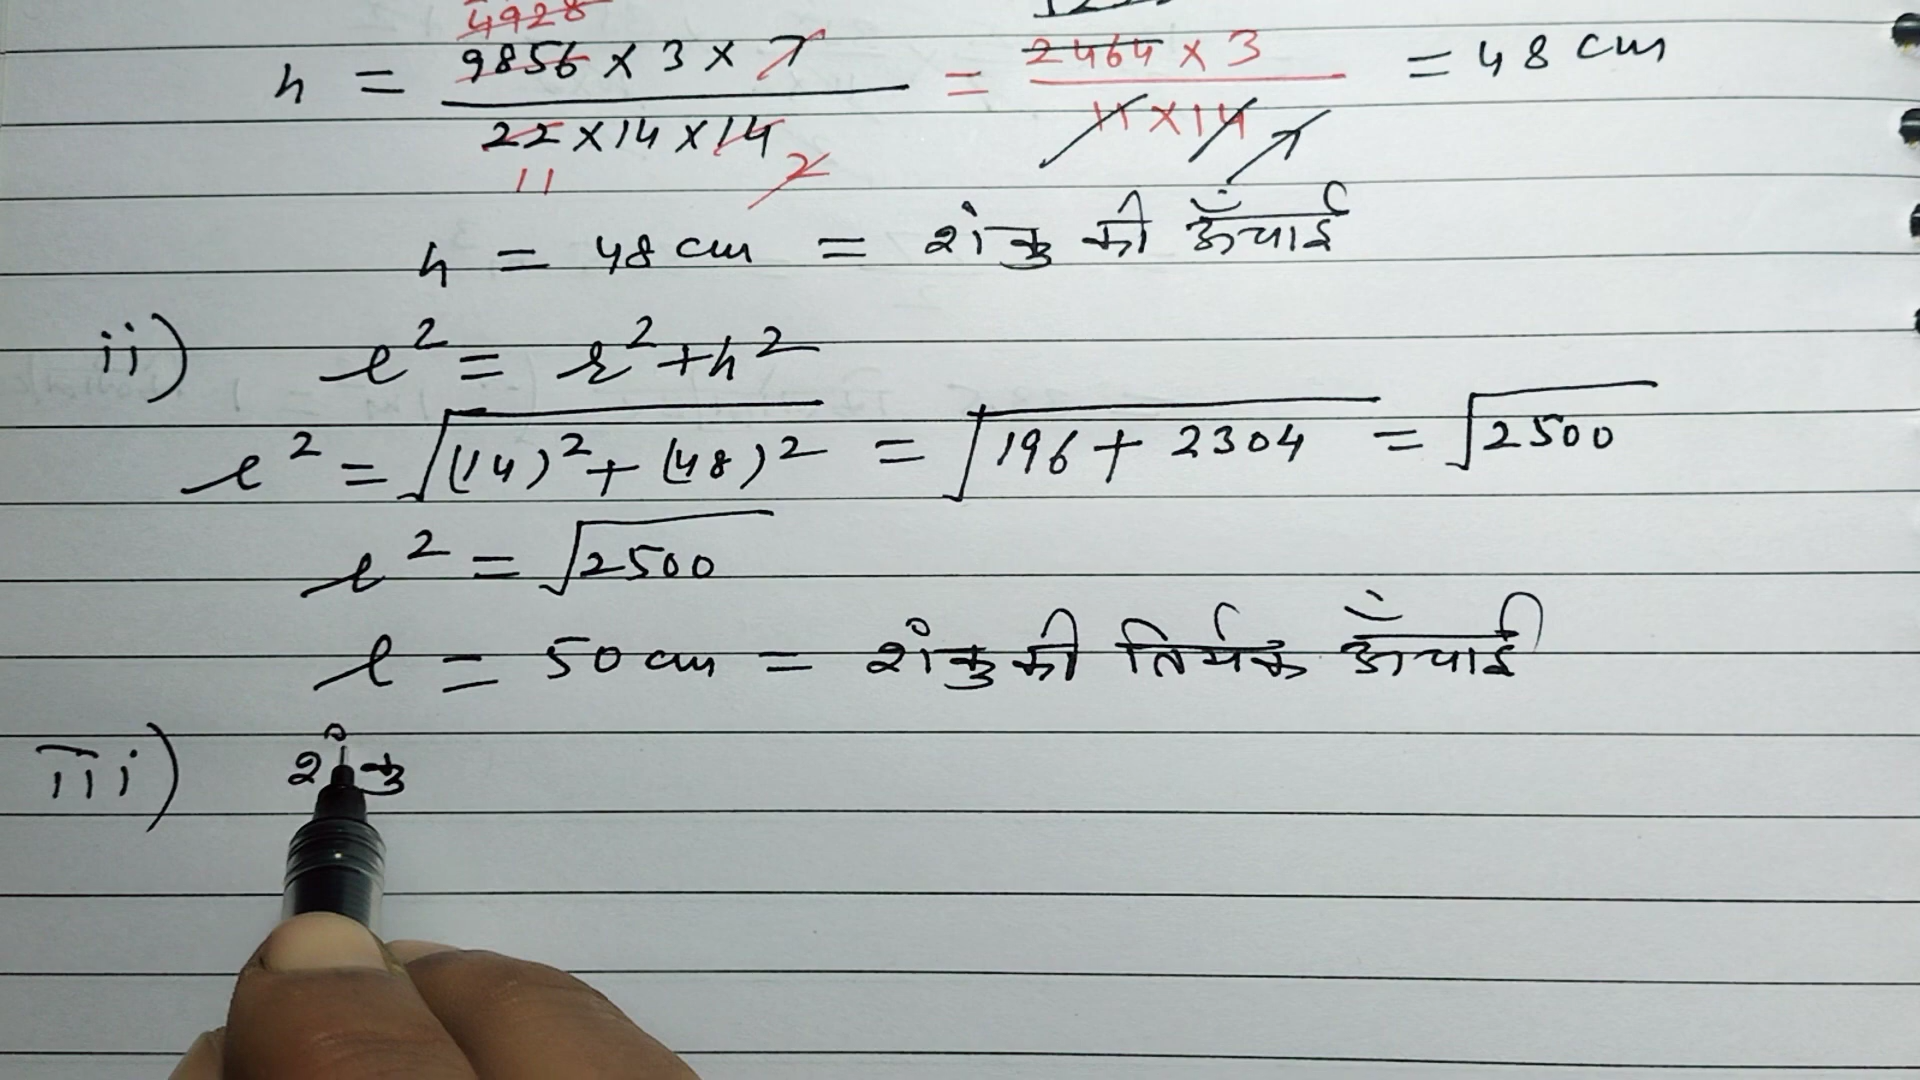 4928
h = 9856 × 3 × 7 / 22 × 14 × 14 = 2464 × 3 / 11 × 14 = 48 cm
11 2 7
h = 48 cm = शंकु की ऊँचाई
ii) l² = r² + h²
l² = √(14)² + (48)² = √196 + 2304 = √2500
l² = √2500
l = 50 cm = शंकु की तिर्यक ऊँचाई
iii) शंकु